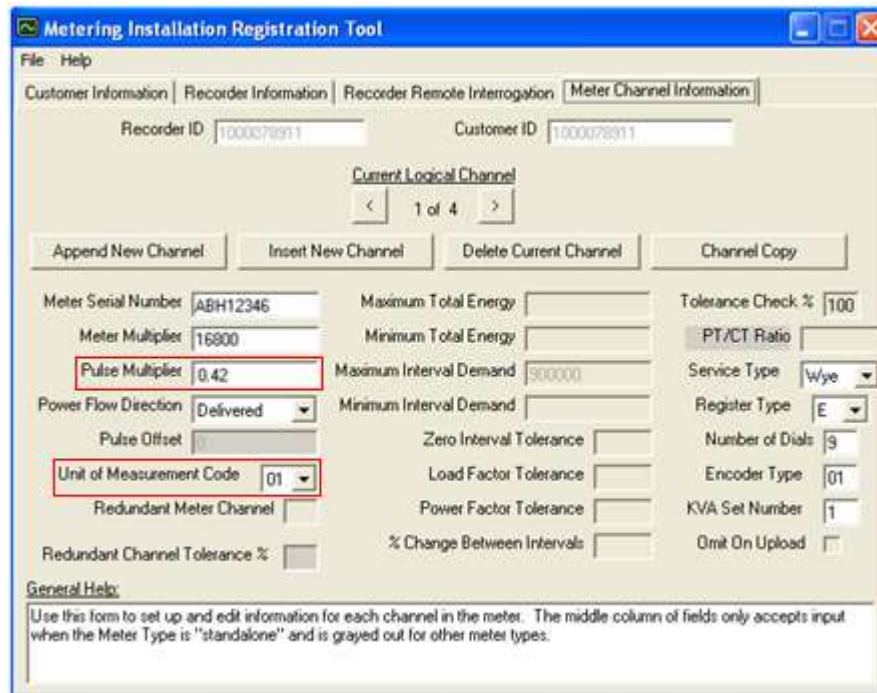 Metering Installation Registration Tool
File Help
Customer Information Recorder Information Recorder Remote Interrogation Meter Channel Information
Recorder ID 1000078911 Customer ID 1000078911
Current Logical Channel
< 1 of 4 >
Append New Channel Insert New Channel Delete Current Channel Channel Copy
Meter Serial Number ABH12346 Maximum Total Energy Tolerance Check % 100
Meter Multiplier 16800 Minimum Total Energy PT/CT Ratio
Pulse Multiplier 0.42 Maximum Interval Demand 900000 Service Type Wye
Power Flow Direction Delivered Minimum Interval Demand Register Type E
Pulse Offset 0 Zero Interval Tolerance Number of Dials 9
Unit of Measurement Code 01 Load Factor Tolerance Encoder Type 01
Redundant Meter Channel Power Factor Tolerance KVA Set Number 1
Redundant Channel Tolerance % % Change Between Intervals Omit On Upload
General Help:
Use this form to set up and edit information for each channel in the meter. The middle column of fields only accepts input
when the Meter Type is "standalone" and is grayed out for other meter types.